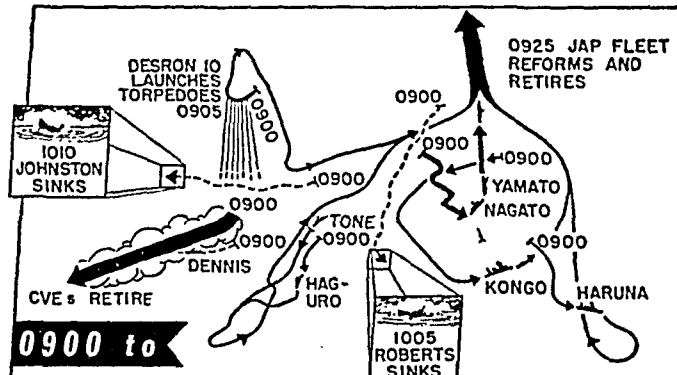 0925 JAP FLEET
REFORMS AND
RETIRES
DESRON 10
LAUNCHES
TORPEDOES
0905
0900
0900
0900
0900
1010
JOHNSTON
SINKS
0900
YAMATO
NAGATO
0900
TONE
0900
0900
0900
DENNIS
HAG-
URO
KONGO
HARUNA
CVEs RETIRE
1005
ROBERTS
SINKS
0900 to